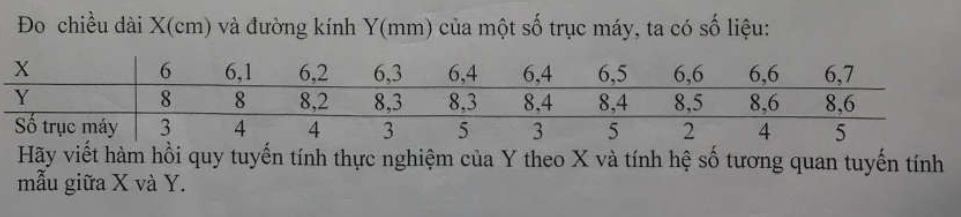 Đo chiều dài X(cm) và đường kính Y(mm) của một số trục máy, ta có số liệu:
X 6 6,1 6,2 6,3 6,4 6,4 6,5 6,6 6,6 6,7
Y 8 8 8,2 8,3 8,3 8,4 8,4 8,5 8,6 8,6
Số trục máy 3 4 4 3 5 3 5 2 4 5
Hãy viết hàm hồi quy tuyến tính thực nghiệm của Y theo X và tính hệ số tương quan tuyến tính
mẫu giữa X và Y.